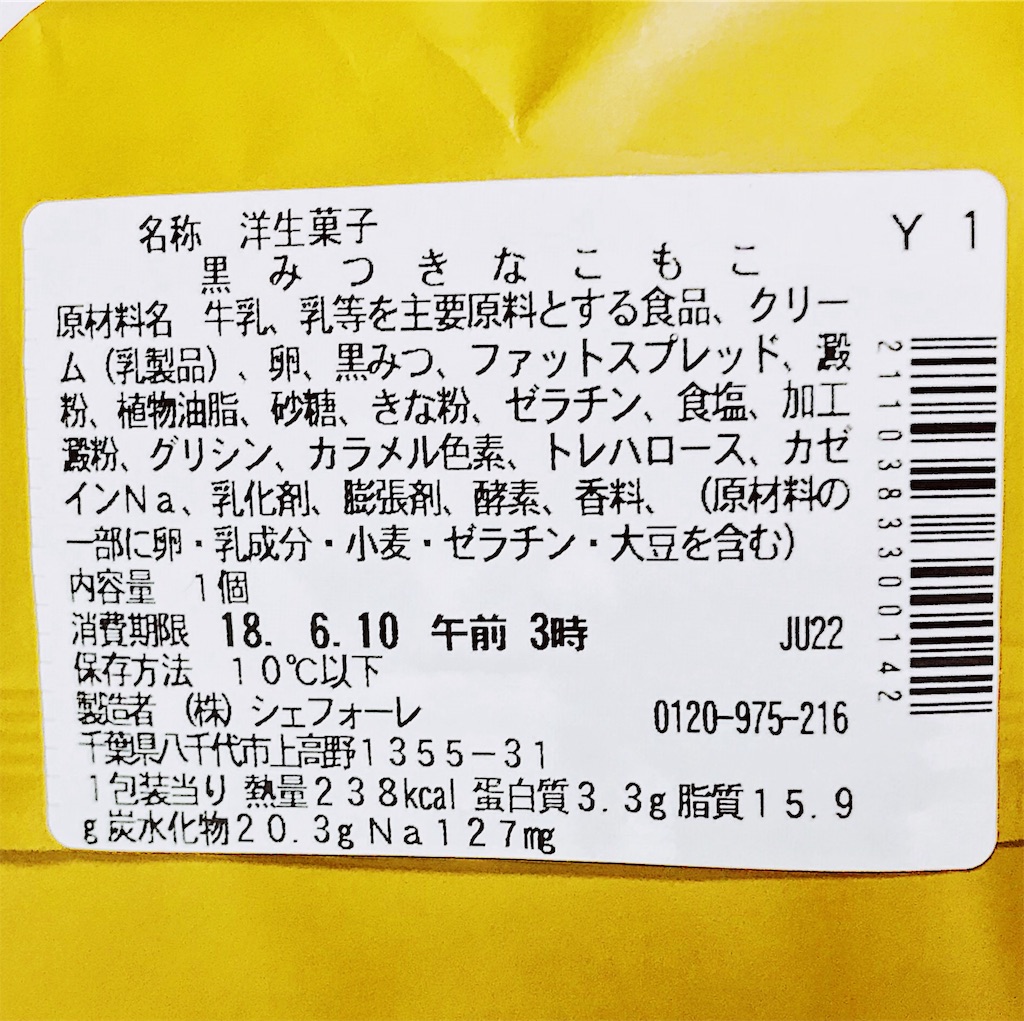 名称 洋生菓子
Y 1
黒みつきなこもこ
原材料名 牛乳、乳等を主要原料とする食品、クリー
ム(乳製品)、卵、黒みつ、ファットスプレッド、澱
粉、植物油脂、砂糖、きな粉、ゼラチン、食塩、加工
澱粉、グリシン、カラメル色素、トレハロース、カゼ
インNa、乳化剤、膨張剤、酵素、香料、(原材料の
一部に卵・乳成分・小麦・ゼラチン・大豆を含む)
内容量 1個
消費期限 18. 6.10 午前 3時 JU22
保存方法 10℃以下
製造者 (株)シェフォーレ 0120-975-216
千葉県八千代市上高野1355-31
1包装当り 熱量238kcal 蛋白質3.3g 脂質15.9
g 炭水化物20.3g Na127mg
2110383300142